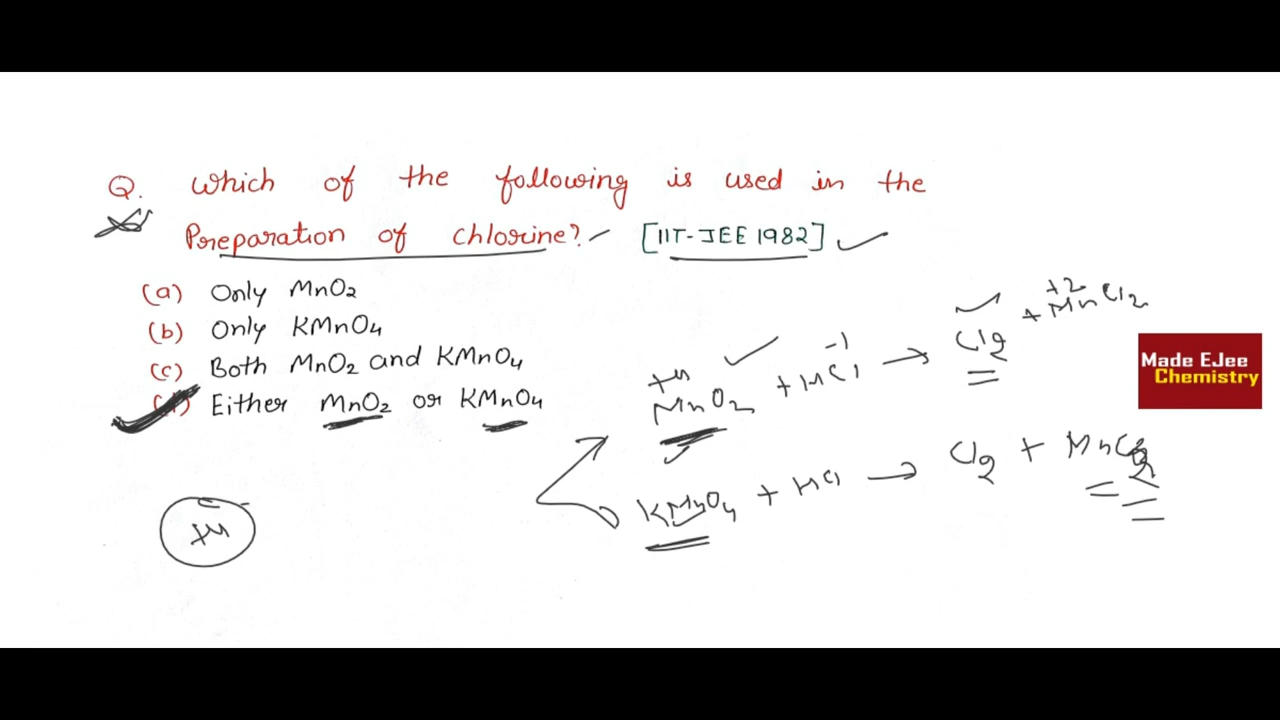 Q. Which of the following is used in the
Preparation of chlorine? [IIT-JEE 1982]
(a) Only MnO2
(b) Only KMnO4
(c) Both MnO2 and KMnO4
(d) Either MnO2 or KMnO4
+4 -1 +2
MnO2 + HCl → Cl2 + MnCl2
KMnO4 + HCl → Cl2 + MnCl2
+4
Made EJee
Chemistry